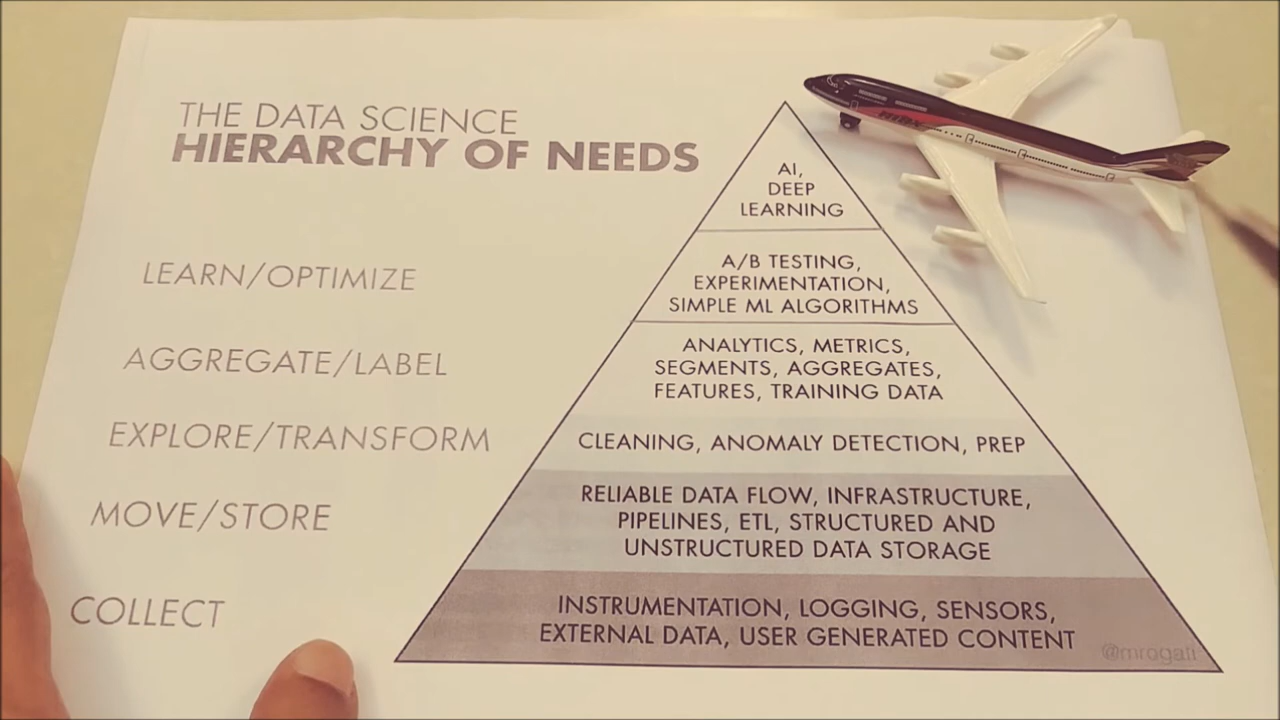 THE DATA SCIENCE
HIERARCHY OF NEEDS
LEARN/OPTIMIZE
AGGREGATE/LABEL
EXPLORE/TRANSFORM
MOVE/STORE
COLLECT
AI,
DEEP
LEARNING
A/B TESTING,
EXPERIMENTATION,
SIMPLE ML ALGORITHMS
ANALYTICS, METRICS,
SEGMENTS, AGGREGATES,
FEATURES, TRAINING DATA
CLEANING, ANOMALY DETECTION, PREP
RELIABLE DATA FLOW, INFRASTRUCTURE,
PIPELINES, ETL, STRUCTURED AND
UNSTRUCTURED DATA STORAGE
INSTRUMENTATION, LOGGING, SENSORS,
EXTERNAL DATA, USER GENERATED CONTENT
@mrogati